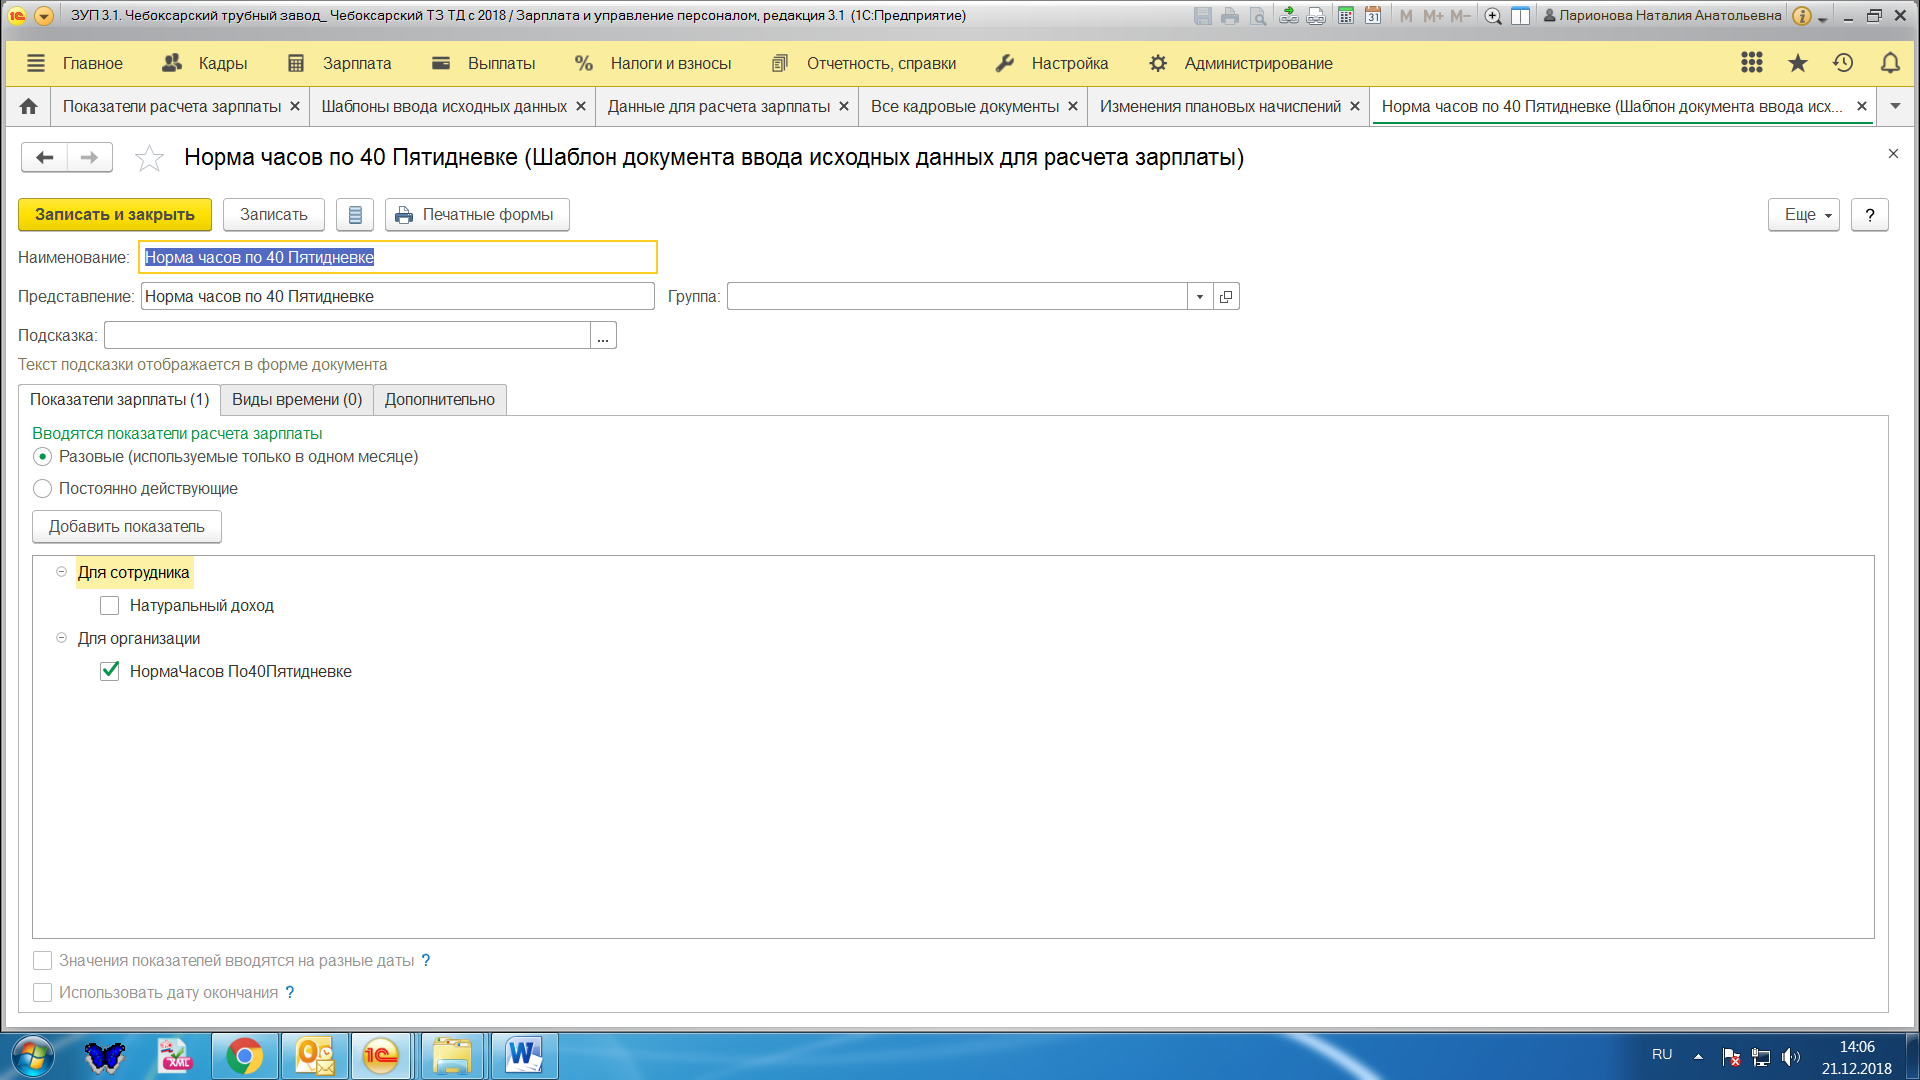 ЗУП 3.1. Чебоксарский трубный завод_ Чебоксарский ТЗ ТД с 2018 / Зарплата и управление персоналом, редакция 3.1 (1С:Предприятие) 31 M M+ M- Ларионова Наталия Анатольевна
Главное Кадры Зарплата Выплаты % Налоги и взносы Отчетность, справки Настройка Администрирование
Показатели расчета зарплаты × Шаблоны ввода исходных данных × Данные для расчета зарплаты × Все кадровые документы × Изменения плановых начислений × Норма часов по 40 Пятидневке (Шаблон документа ввода исх... ×
Норма часов по 40 Пятидневке (Шаблон документа ввода исходных данных для расчета зарплаты) ×
Записать и закрыть Записать Печатные формы Еще ?
Наименование: Норма часов по 40 Пятидневке
Представление: Норма часов по 40 Пятидневке Группа:
Подсказка: ...
Текст подсказки отображается в форме документа
Показатели зарплаты (1) Виды времени (0) Дополнительно
Вводятся показатели расчета зарплаты
Разовые (используемые только в одном месяце)
Постоянно действующие
Добавить показатель
Для сотрудника
Натуральный доход
Для организации
НормаЧасов По40Пятидневке
Значения показателей вводятся на разные даты ?
Использовать дату окончания ?
XML 1С W RU 14:06
21.12.2018